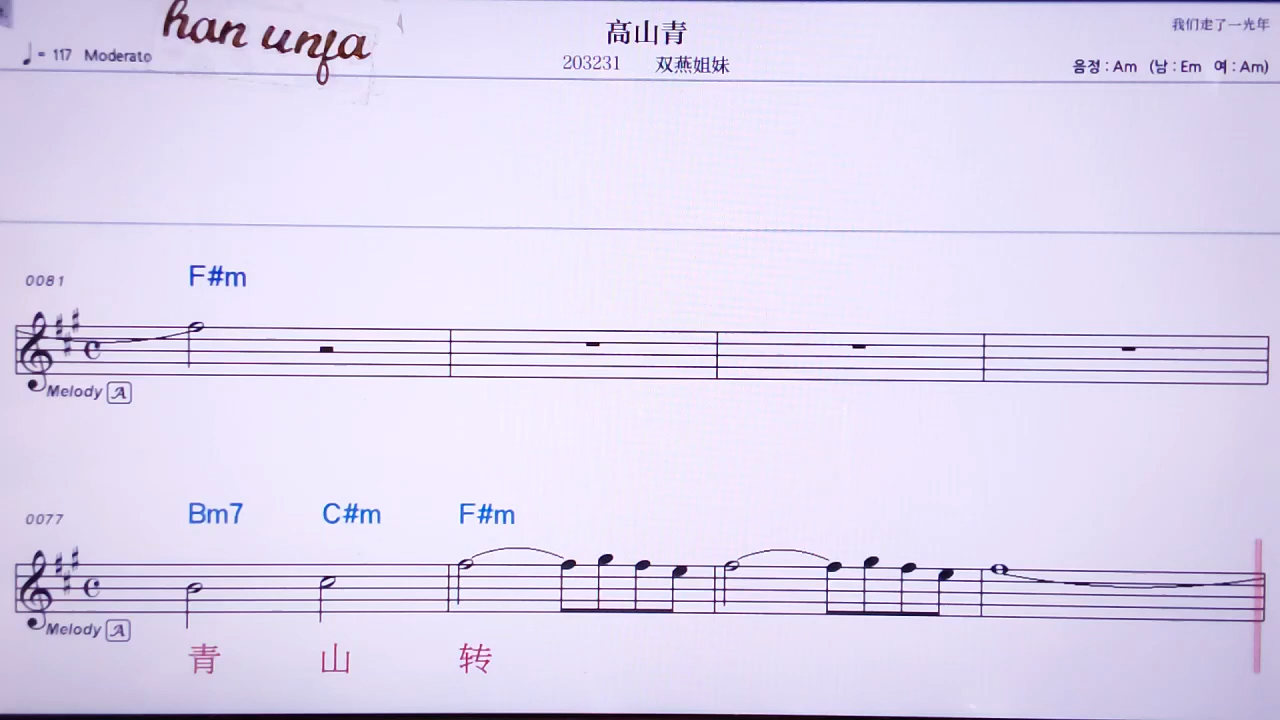 han unja
高山青
我们走了一光年
♩= 117 Moderato
203231 双燕姐妹
음정 : Am (남 : Em 여 : Am)
0081 F#m
Melody A
0077 Bm7 C#m F#m
Melody A
青 山 转